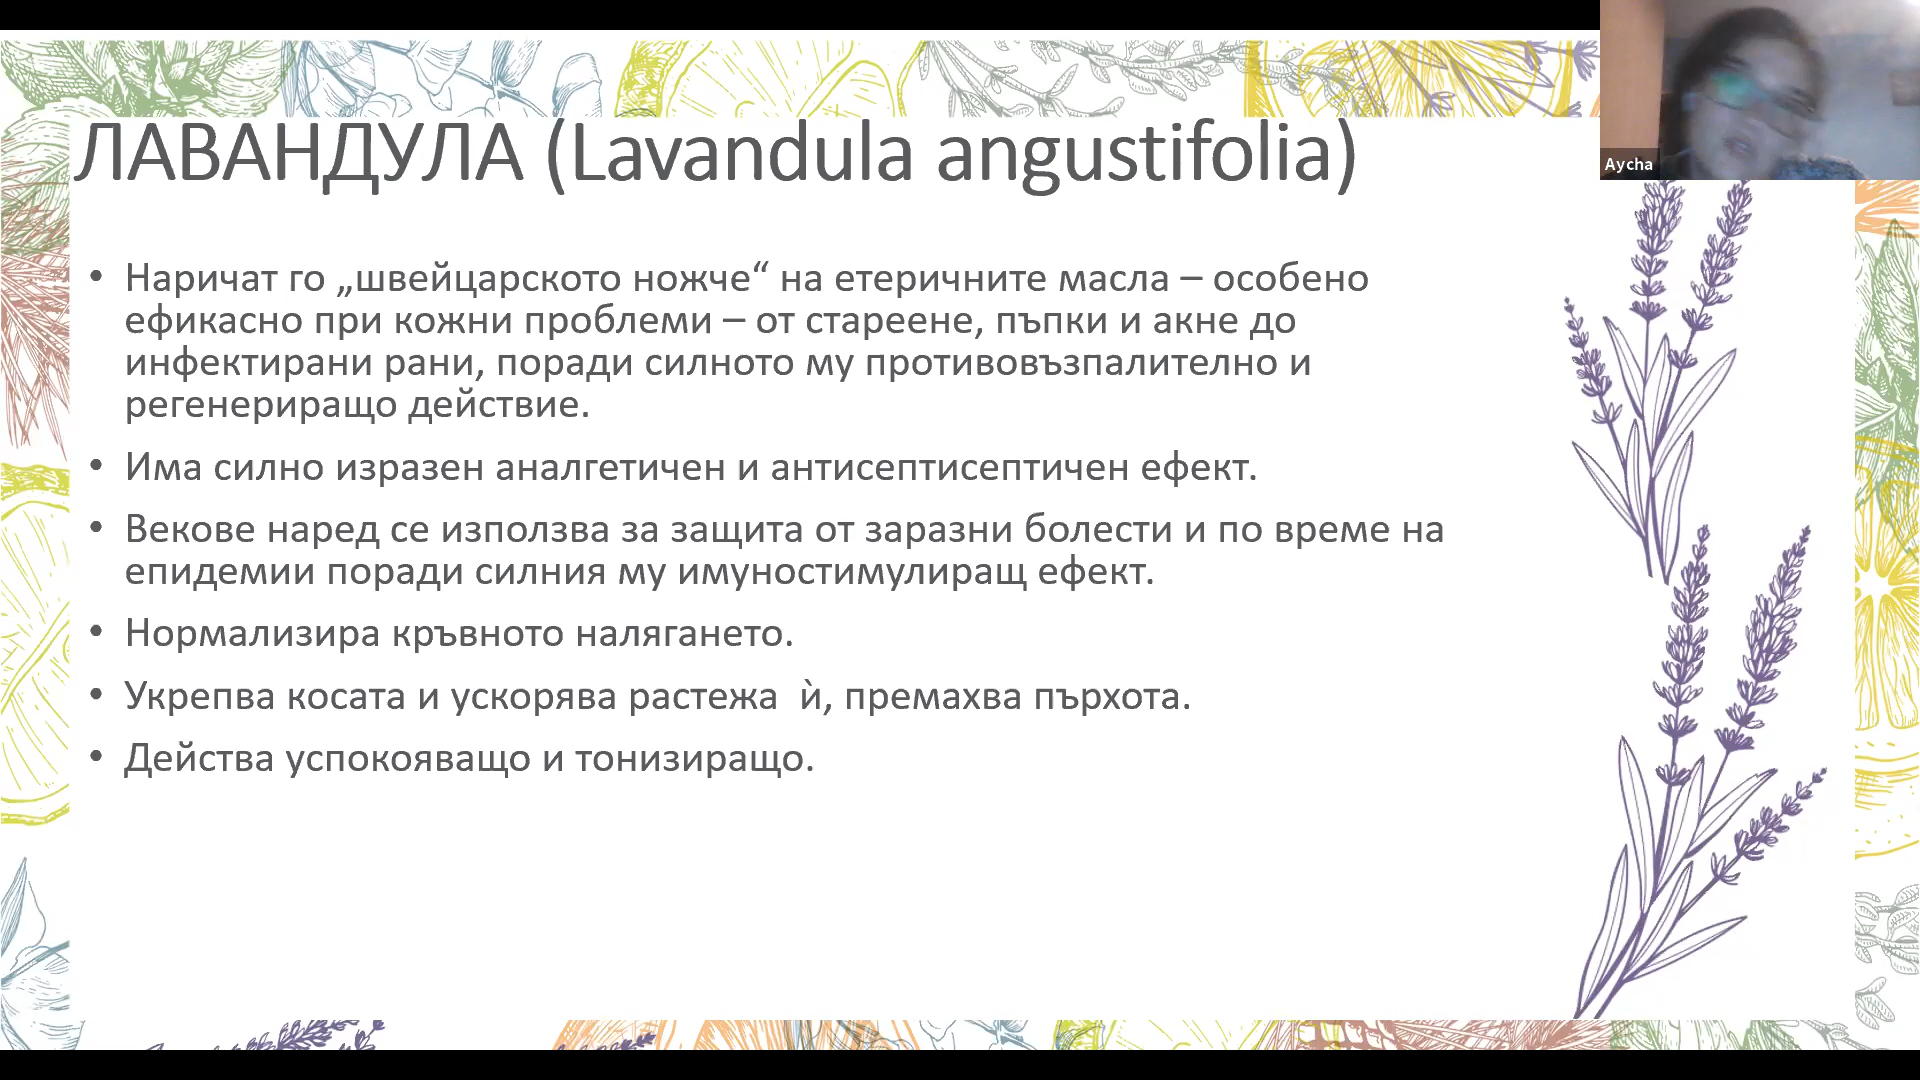 ЛАВАНДУЛА (Lavandula angustifolia)
Aycha
• Наричат го „швейцарското ножче“ на етеричните масла – особено
ефикасно при кожни проблеми – от стареене, пъпки и акне до
инфектирани рани, поради силното му противовъзпалително и
регенериращо действие.
• Има силно изразен аналгетичен и антисептисептичен ефект.
• Векове наред се използва за защита от заразни болести и по време на
епидемии поради силния му имуностимулиращ ефект.
• Нормализира кръвното налягането.
• Укрепва косата и ускорява растежа  ѝ, премахва пърхота.
• Действа успокояващо и тонизиращо.